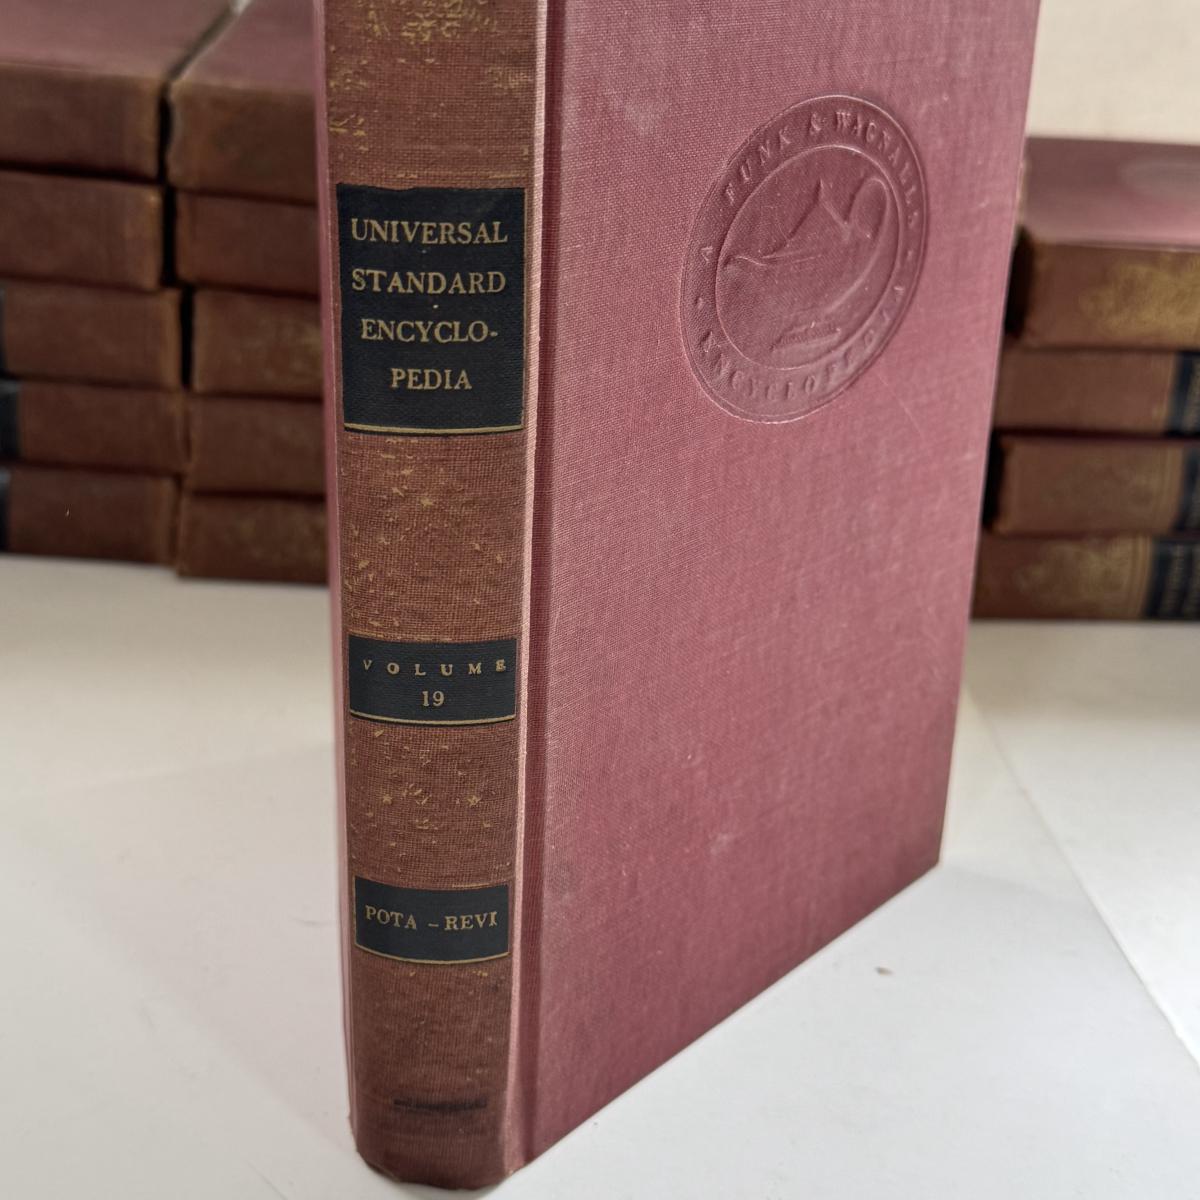 UNIVERSAL
STANDARD
ENCYCLO-
PEDIA
VOLUME
19
POTA - REVI
A FUNK & WAGNALLS
ENCYCLOPEDIA